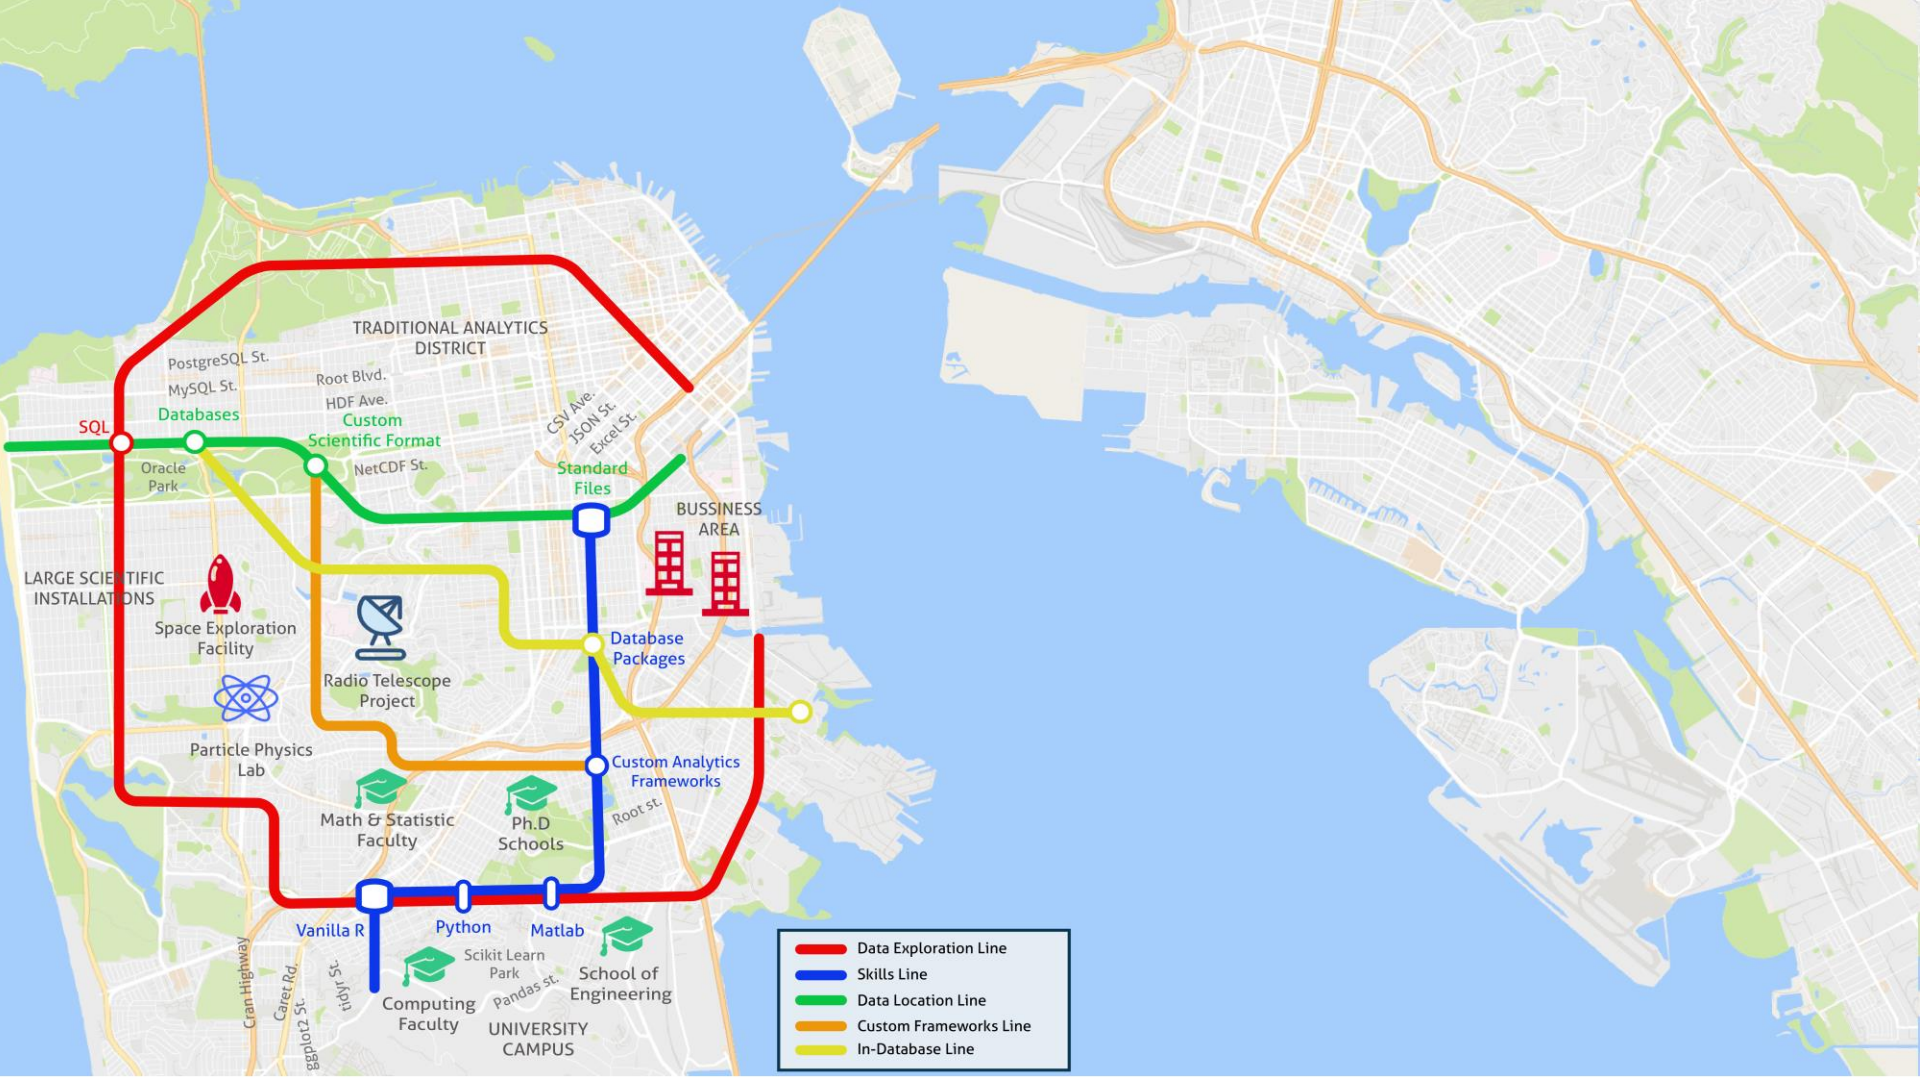 TRADITIONAL ANALYTICS
DISTRICT
PostgreSQL St.
MySQL St.
Root Blvd.
HDF Ave.
CSV Ave.
JSON St.
Excel St.
SQL
Databases
Custom
Scientific Format
NetCDF St.
Oracle
Park
Standard
Files
BUSSINESS
AREA
LARGE SCIENTIFIC
INSTALLATIONS
Space Exploration
Facility
Radio Telescope
Project
Database
Packages
Particle Physics
Lab
Custom Analytics
Frameworks
Root st.
Math & Statistic
Faculty
Ph.D
Schools
Vanilla R
Python
Matlab
Cran Highway
Caret Rd.
ggplot2 St.
tidyr St.
Scikit Learn
Park
Pandas st.
School of
Engineering
Computing
Faculty
UNIVERSITY
CAMPUS
Data Exploration Line
Skills Line
Data Location Line
Custom Frameworks Line
In-Database Line